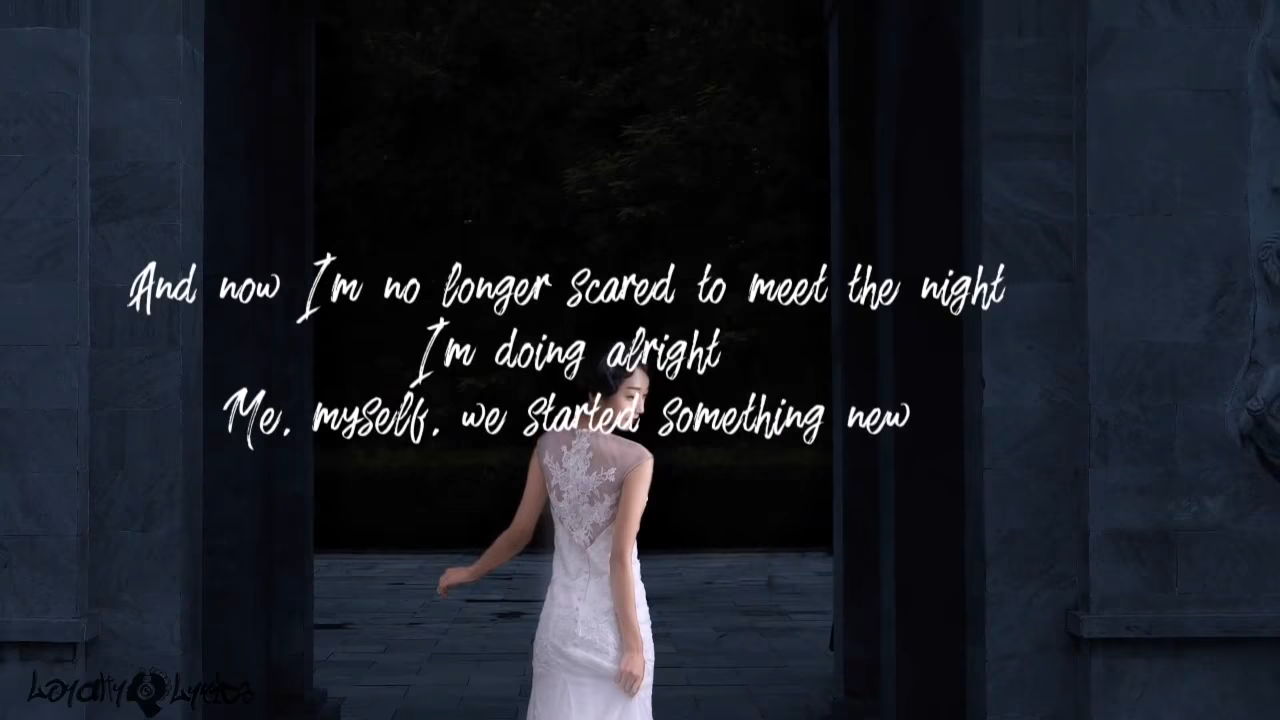 And now I'm no longer scared to meet the night
I'm doing alright
Me, myself, we started something new
Loyalty Lyrics